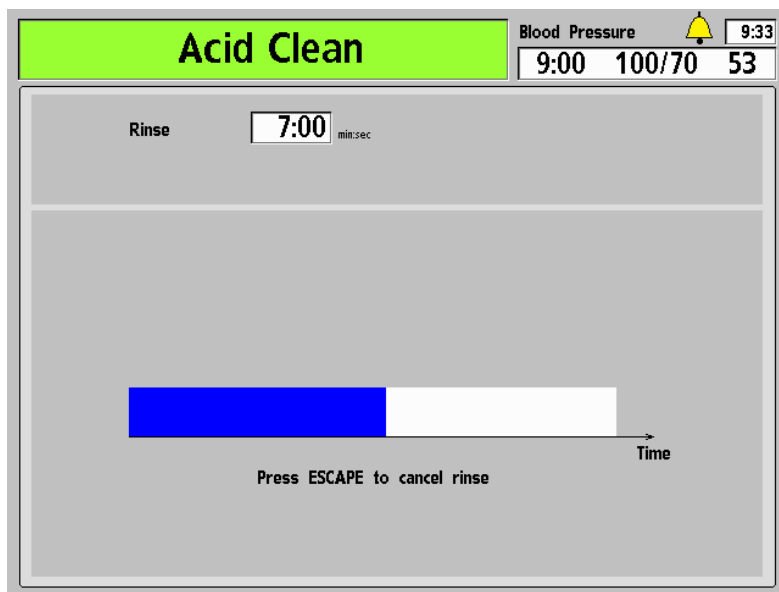 Acid Clean
Blood Pressure
9:33
9:00 100/70 53
Rinse 7:00 min:sec
Time
Press ESCAPE to cancel rinse